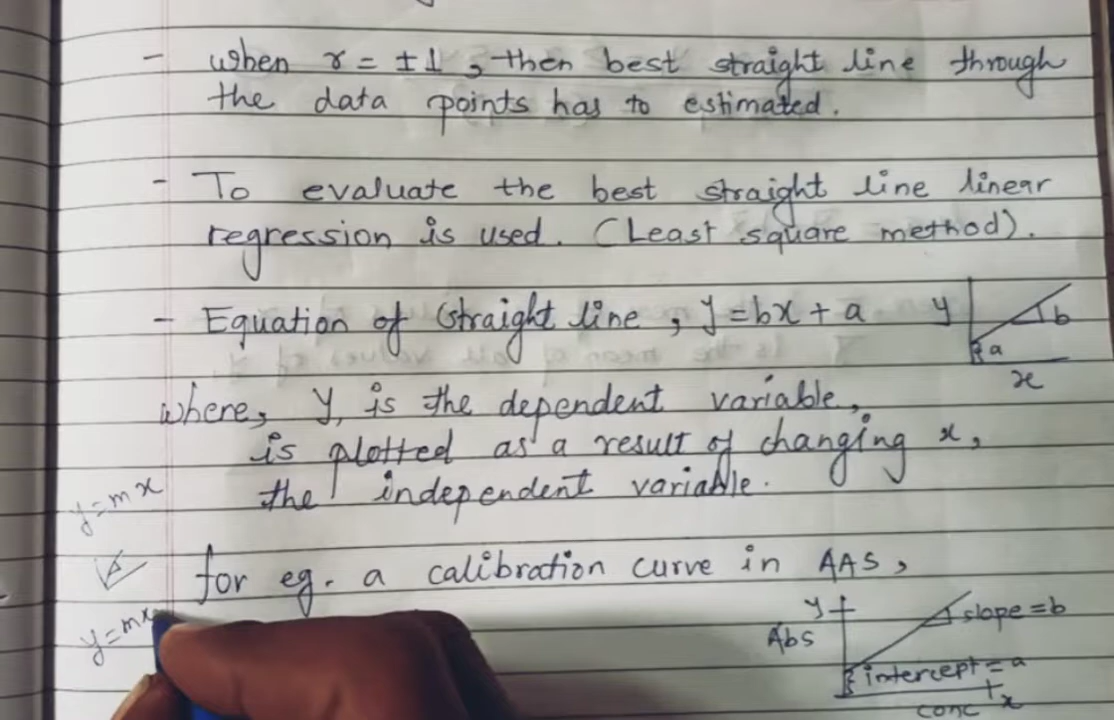 - when r = ±1, then best straight line through
the data points has to estimated.
- To evaluate the best straight line linear
regression is used. (Least square method).
- Equation of straight line, y = bx + a
y
b
a
x
where, y, is the dependent variable,
is plotted as a result of changing x,
the independent variable.
y=mx
for eg. a calibration curve in AAS,
y=mx
y
Abs
slope = b
intercept = a
conc x